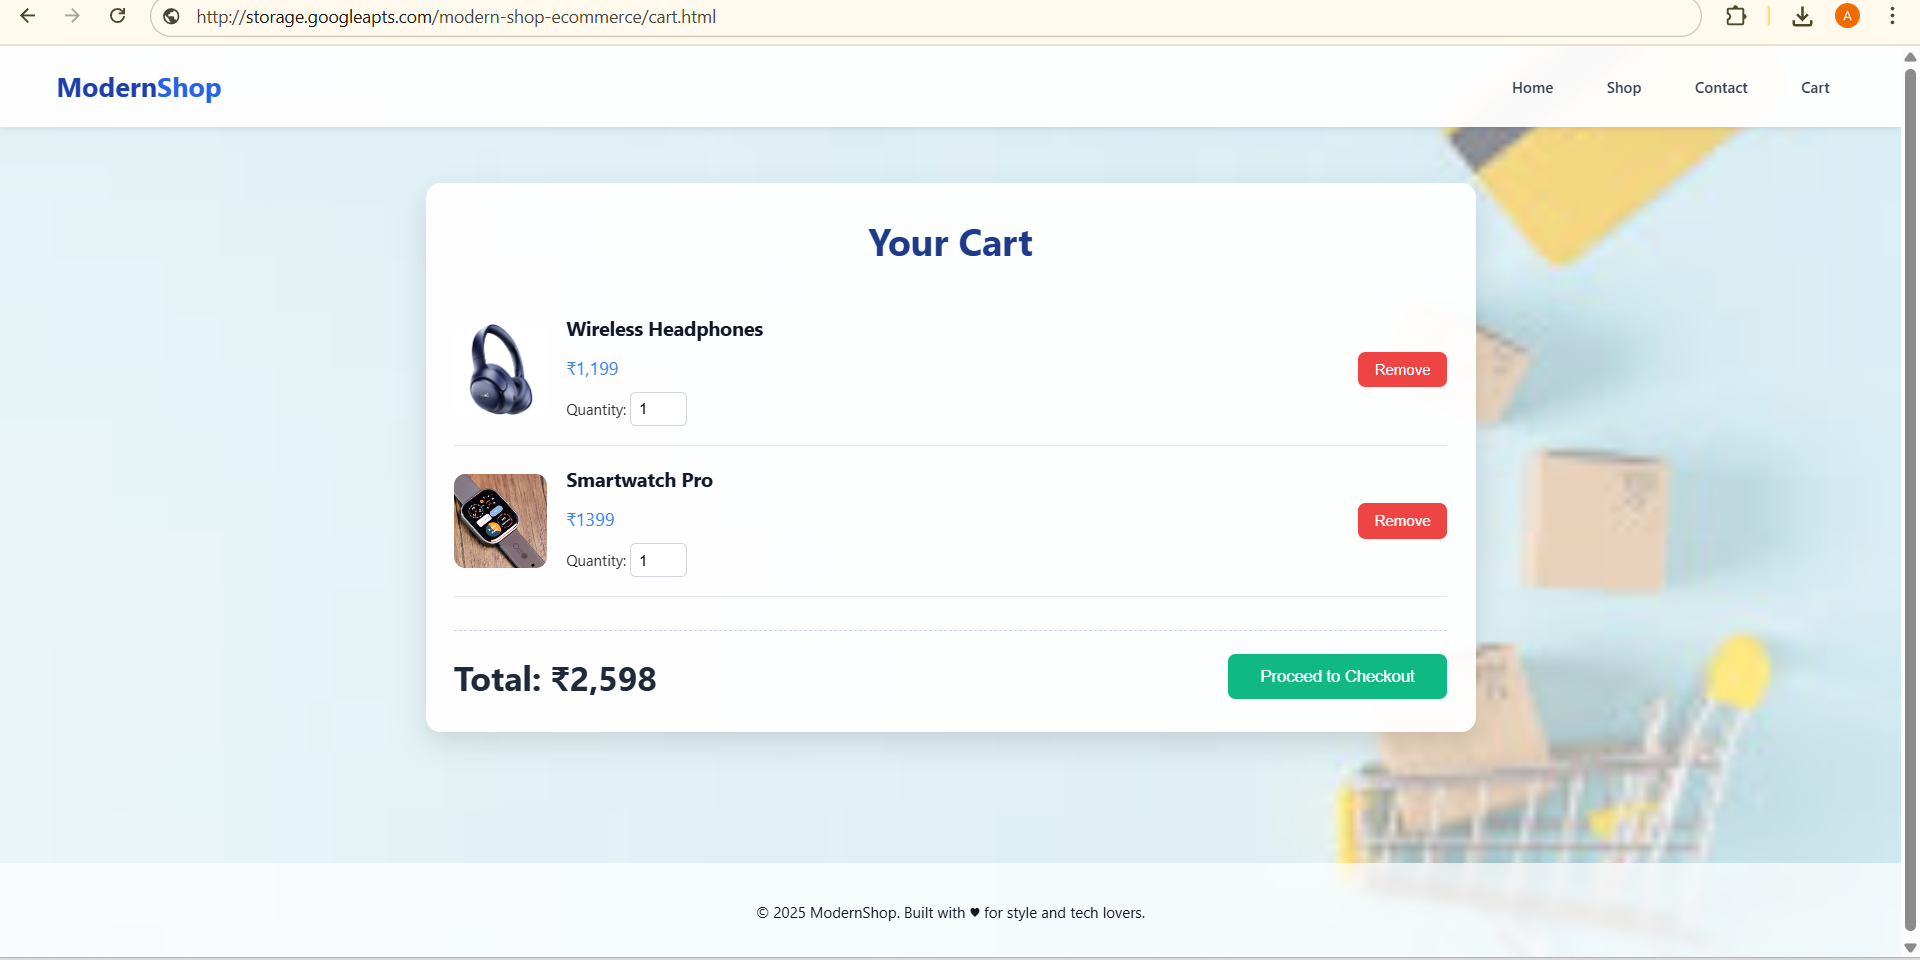 http://storage.googleapts.com/modern-shop-ecommerce/cart.html
A
ModernShop
Home Shop Contact Cart
Your Cart
Wireless Headphones
₹1,199
Remove
Quantity: 1
Smartwatch Pro
₹1399
Remove
Quantity: 1
Total: ₹2,598
Proceed to Checkout
© 2025 ModernShop. Built with ♥ for style and tech lovers.